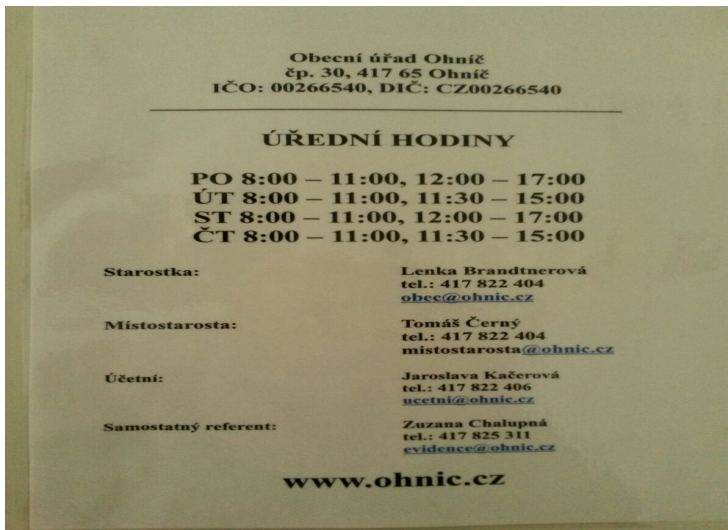 Obecní úřad Ohníč
čp. 30, 417 65 Ohníč
IČO: 00266540, DIČ: CZ00266540
ÚŘEDNÍ HODINY
PO 8:00 – 11:00, 12:00 – 17:00
ÚT 8:00 – 11:00, 11:30 – 15:00
ST 8:00 – 11:00, 12:00 – 17:00
ČT 8:00 – 11:00, 11:30 – 15:00
Starostka: Lenka Brandtnerová
tel.: 417 822 404
obec@ohnic.cz
Místostarosta: Tomáš Černý
tel.: 417 822 404
mistostarosta@ohnic.cz
Účetní: Jaroslava Kačerová
tel.: 417 822 406
ucetni@ohnic.cz
Samostatný referent: Zuzana Chalupná
tel.: 417 825 311
evidence@ohnic.cz
www.ohnic.cz